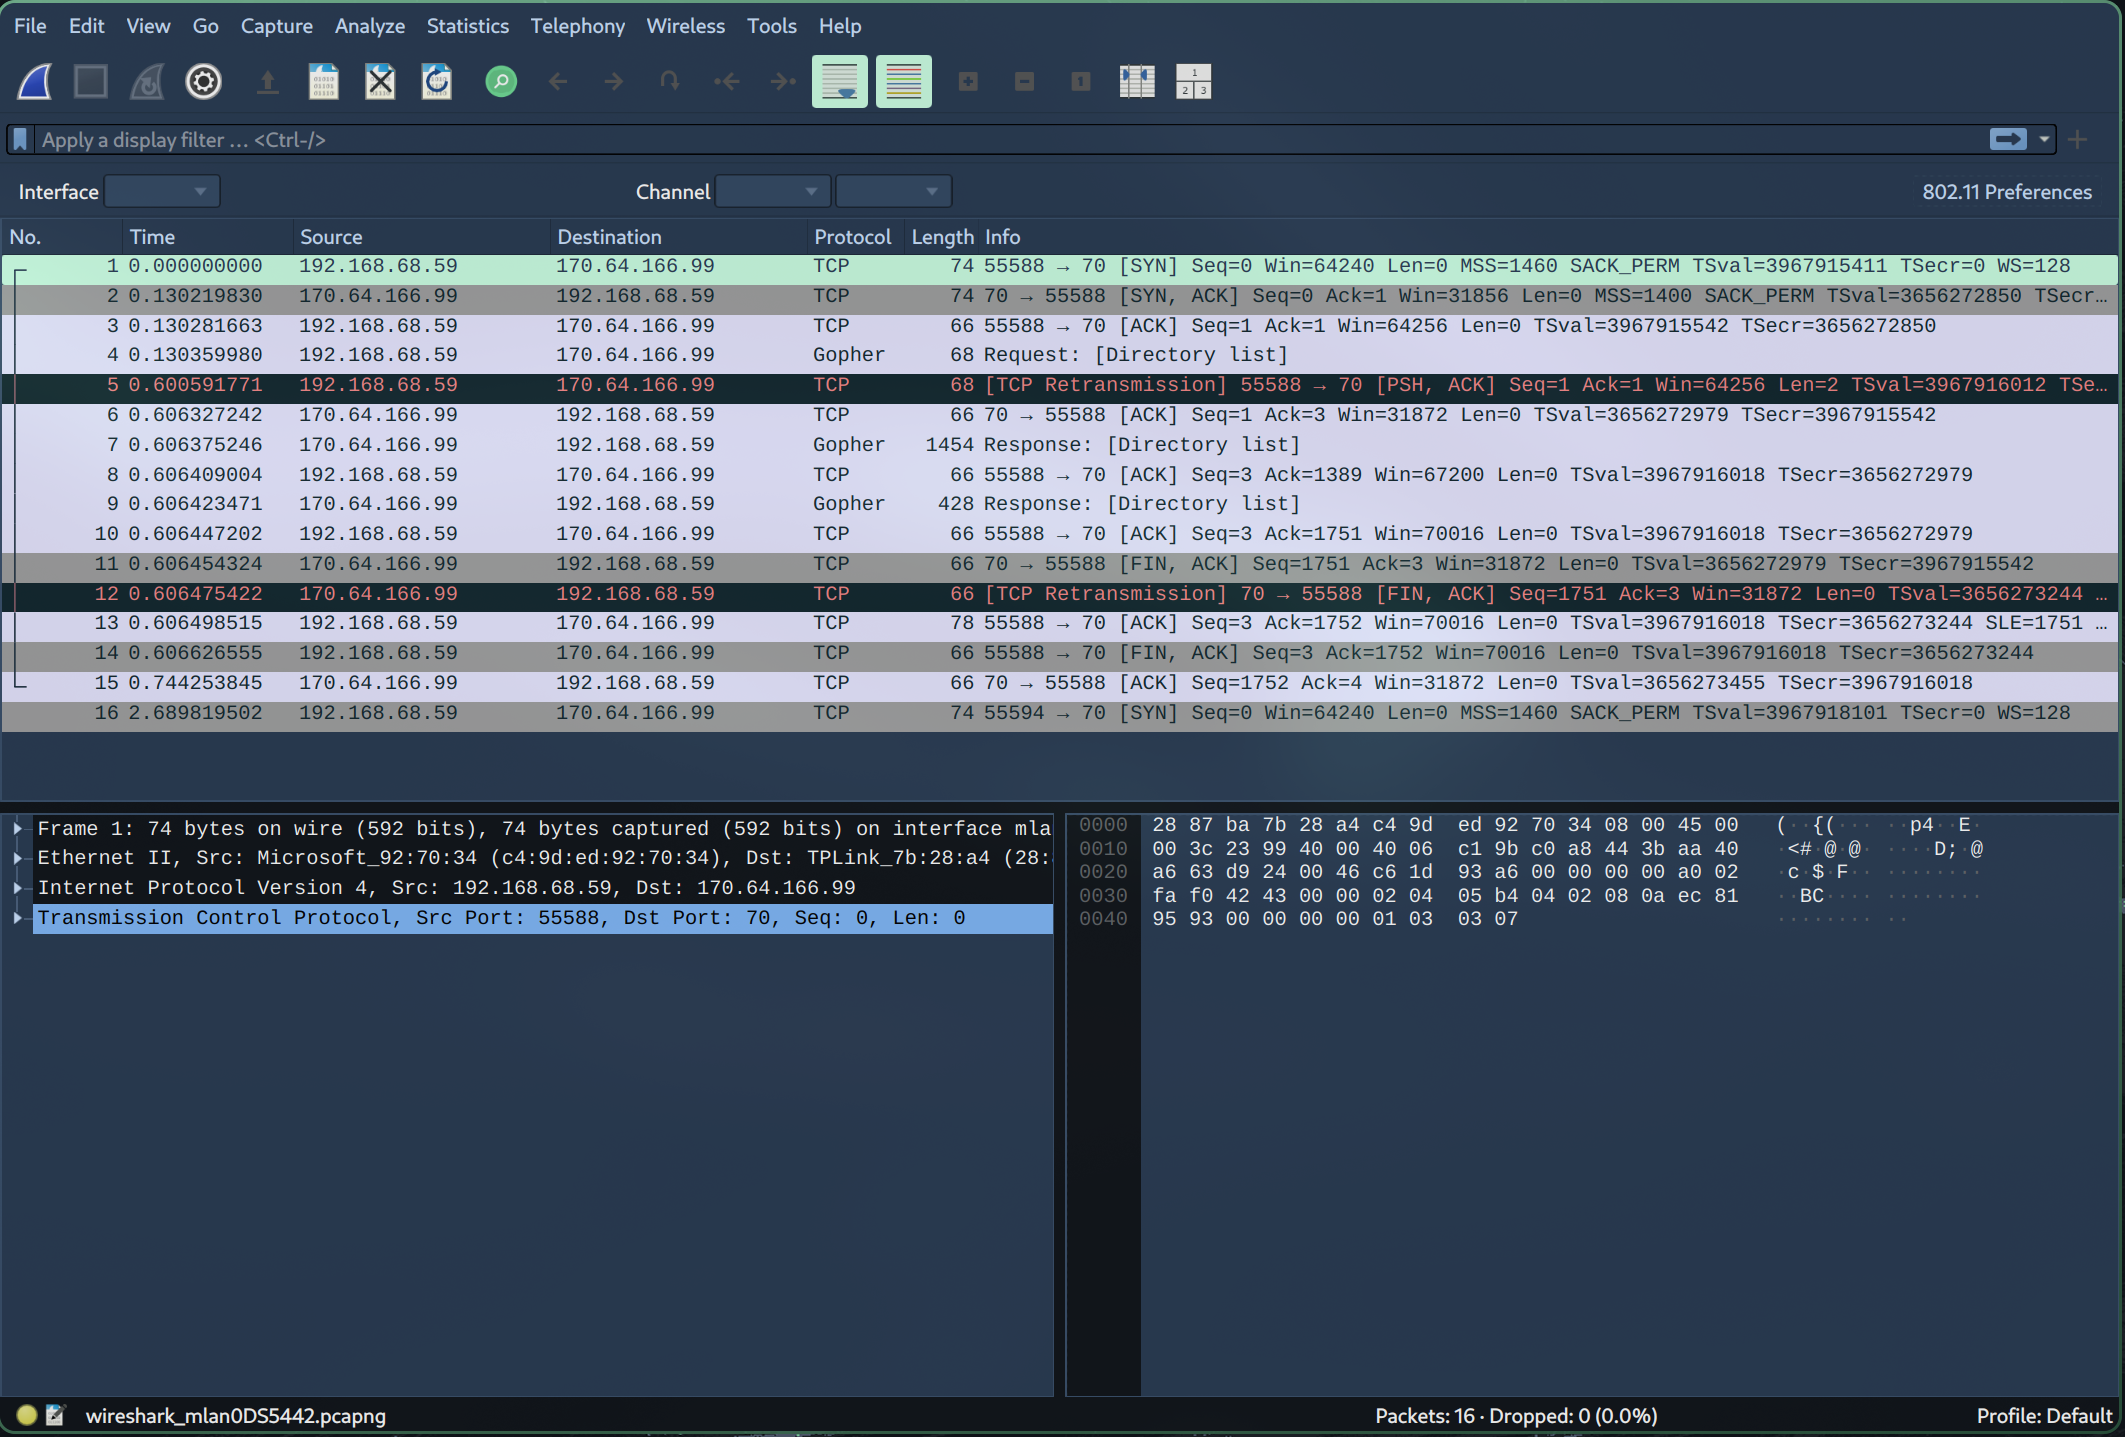 File Edit View Go Capture Analyze Statistics Telephony Wireless Tools Help
Apply a display filter … <Ctrl-/>
Interface Channel 802.11 Preferences
No. Time Source Destination Protocol Length Info
1 0.000000000 192.168.68.59 170.64.166.99 TCP 74 55588 → 70 [SYN] Seq=0 Win=64240 Len=0 MSS=1460 SACK_PERM TSval=3967915411 TSecr=0 WS=128
2 0.130219830 170.64.166.99 192.168.68.59 TCP 74 70 → 55588 [SYN, ACK] Seq=0 Ack=1 Win=31856 Len=0 MSS=1400 SACK_PERM TSval=3656272850 TSecr…
3 0.130281663 192.168.68.59 170.64.166.99 TCP 66 55588 → 70 [ACK] Seq=1 Ack=1 Win=64256 Len=0 TSval=3967915542 TSecr=3656272850
4 0.130359980 192.168.68.59 170.64.166.99 Gopher 68 Request: [Directory list]
5 0.600591771 192.168.68.59 170.64.166.99 TCP 68 [TCP Retransmission] 55588 → 70 [PSH, ACK] Seq=1 Ack=1 Win=64256 Len=2 TSval=3967916012 TSe…
6 0.606327242 170.64.166.99 192.168.68.59 TCP 66 70 → 55588 [ACK] Seq=1 Ack=3 Win=31872 Len=0 TSval=3656272979 TSecr=3967915542
7 0.606375246 170.64.166.99 192.168.68.59 Gopher 1454 Response: [Directory list]
8 0.606409004 192.168.68.59 170.64.166.99 TCP 66 55588 → 70 [ACK] Seq=3 Ack=1389 Win=67200 Len=0 TSval=3967916018 TSecr=3656272979
9 0.606423471 170.64.166.99 192.168.68.59 Gopher 428 Response: [Directory list]
10 0.606447202 192.168.68.59 170.64.166.99 TCP 66 55588 → 70 [ACK] Seq=3 Ack=1751 Win=70016 Len=0 TSval=3967916018 TSecr=3656272979
11 0.606454324 170.64.166.99 192.168.68.59 TCP 66 70 → 55588 [FIN, ACK] Seq=1751 Ack=3 Win=31872 Len=0 TSval=3656272979 TSecr=3967915542
12 0.606475422 170.64.166.99 192.168.68.59 TCP 66 [TCP Retransmission] 70 → 55588 [FIN, ACK] Seq=1751 Ack=3 Win=31872 Len=0 TSval=3656273244 …
13 0.606498515 192.168.68.59 170.64.166.99 TCP 78 55588 → 70 [ACK] Seq=3 Ack=1752 Win=70016 Len=0 TSval=3967916018 TSecr=3656273244 SLE=1751 …
14 0.606626555 192.168.68.59 170.64.166.99 TCP 66 55588 → 70 [FIN, ACK] Seq=3 Ack=1752 Win=70016 Len=0 TSval=3967916018 TSecr=3656273244
15 0.744253845 170.64.166.99 192.168.68.59 TCP 66 70 → 55588 [ACK] Seq=1752 Ack=4 Win=31872 Len=0 TSval=3656273455 TSecr=3967916018
16 2.689819502 192.168.68.59 170.64.166.99 TCP 74 55594 → 70 [SYN] Seq=0 Win=64240 Len=0 MSS=1460 SACK_PERM TSval=3967918101 TSecr=0 WS=128
Frame 1: 74 bytes on wire (592 bits), 74 bytes captured (592 bits) on interface mla
Ethernet II, Src: Microsoft_92:70:34 (c4:9d:ed:92:70:34), Dst: TPLink_7b:28:a4 (28:
Internet Protocol Version 4, Src: 192.168.68.59, Dst: 170.64.166.99
Transmission Control Protocol, Src Port: 55588, Dst Port: 70, Seq: 0, Len: 0
0000 28 87 ba 7b 28 a4 c4 9d ed 92 70 34 08 00 45 00 (··{(··· ··p4··E·
0010 00 3c 23 99 40 00 40 06 c1 9b c0 a8 44 3b aa 40 ·<#·@·@· ····D;·@
0020 a6 63 d9 24 00 46 c6 1d 93 a6 00 00 00 00 a0 02 ·c·$·F·· ········
0030 fa f0 42 43 00 00 02 04 05 b4 04 02 08 0a ec 81 ··BC···· ········
0040 95 93 00 00 00 00 01 03 03 07 ········ ··
wireshark_mlan0DS5442.pcapng Packets: 16 · Dropped: 0 (0.0%) Profile: Default